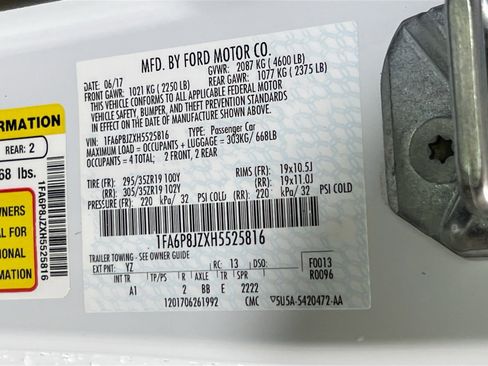 MFD. BY FORD MOTOR CO.
DATE: 06/17 GVWR: 2087 KG ( 4600 LB)
FRONT GAWR: 1021 KG ( 2250 LB) REAR GAWR: 1077 KG ( 2375 LB)
THIS VEHICLE CONFORMS TO ALL APPLICABLE FEDERAL MOTOR
VEHICLE SAFETY, BUMPER, AND THEFT PREVENTION STANDARDS
IN EFFECT ON THE DATE OF MANUFACTURE SHOWN ABOVE.
VIN: 1FA6P8JZXH5525816 TYPE: Passenger Car
MAXIMUM LOAD = OCCUPANTS + LUGGAGE = 303KG/ 668LB
OCCUPANTS = 4 TOTAL; 2 FRONT, 2 REAR
TIRE (FR): 295/35ZR19 100Y RIMS (FR): 19x10.5J
(RR): 305/35ZR19 102Y (RR): 19x11.0J
PRESSURE (FR): 220 kPa/ 32 PSI COLD (RR): 220 kPa/ 32 PSI COLD
1FA6P8JZXH5525816
TRAILER TOWING - SEE OWNER GUIDE
EXT PNT: YZ RC: 13 DSO: F0013
R0096
INT TR TP/PS R AXLE TR SPR
A1 2 BB E 2222
1201706261992 CMC 5U5A-5420472-AA
ORMATION
REAR: 2
68 lbs.
WNERS
AL FOR
IONAL
RMATION
1FA6P8JZXH5525816